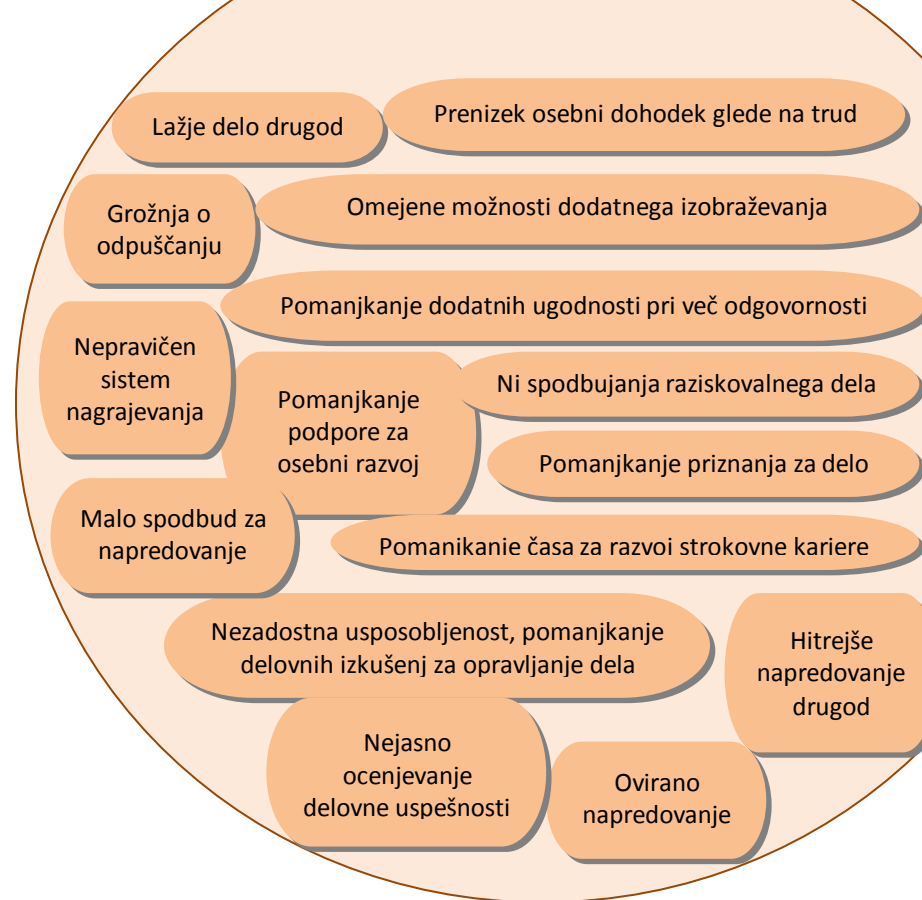 Lažje delo drugod
Prenizek osebni dohodek glede na trud
Grožnja o
odpuščanju
Omejene možnosti dodatnega izobraževanja
Pomanjkanje dodatnih ugodnosti pri več odgovornosti
Nepravičen
sistem
nagrajevanja
Pomanjkanje
podpore za
osebni razvoj
Ni spodbujanja raziskovalnega dela
Pomanjkanje priznanja za delo
Malo spodbud za
napredovanje
Pomanikanie časa za razvoi strokovne kariere
Nezadostna usposobljenost, pomanjkanje
delovnih izkušenj za opravljanje dela
Hitrejše
napredovanje
drugod
Nejasno
ocenjevanje
delovne uspešnosti
Ovirano
napredovanje